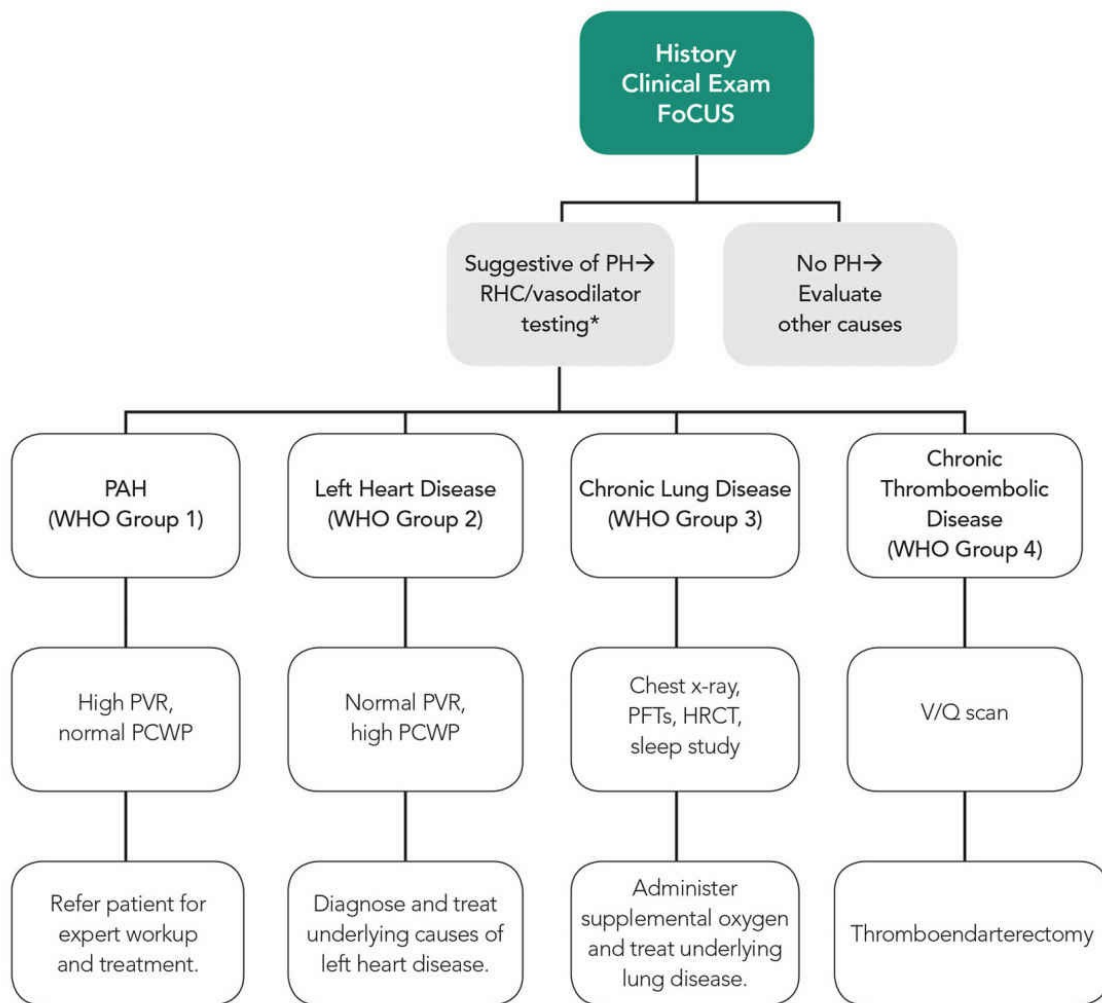 History
Clinical Exam
FoCUS
Suggestive of PH→
RHC/vasodilator
testing*
No PH→
Evaluate
other causes
PAH
(WHO Group 1)
Left Heart Disease
(WHO Group 2)
Chronic Lung Disease
(WHO Group 3)
Chronic
Thromboembolic
Disease
(WHO Group 4)
High PVR,
normal PCWP
Normal PVR,
high PCWP
Chest x-ray,
PFTs, HRCT,
sleep study
V/Q scan
Refer patient for
expert workup
and treatment.
Diagnose and treat
underlying causes of
left heart disease.
Administer
supplemental oxygen
and treat underlying
lung disease.
Thromboendarterectomy